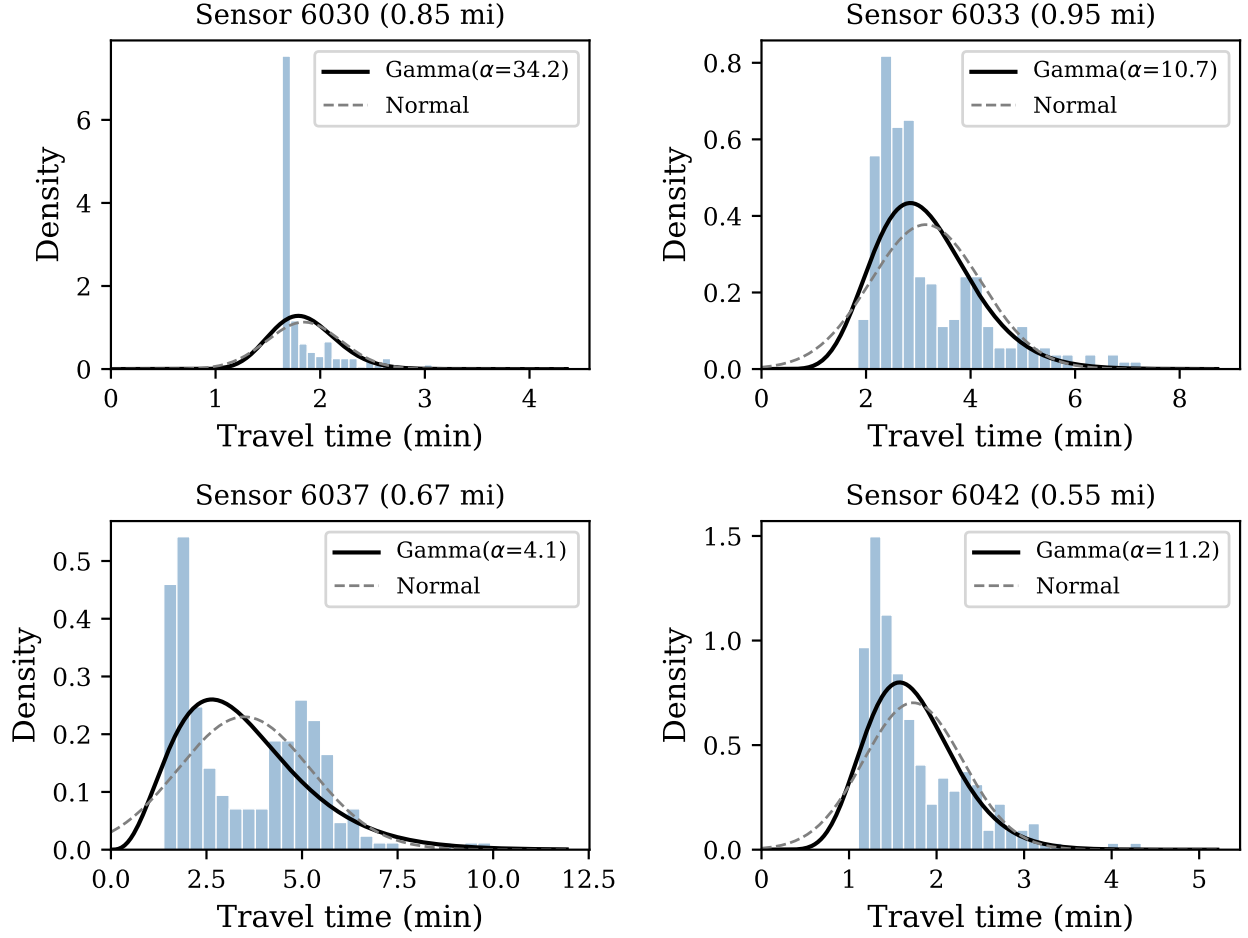 Sensor 6030 (0.85 mi)
Density
6
4
2
0
Gamma(α=34.2)
Normal
0 1 2 3 4
Travel time (min)
Sensor 6033 (0.95 mi)
Density
0.8
0.6
0.4
0.2
0.0
Gamma(α=10.7)
Normal
0 2 4 6 8
Travel time (min)
Sensor 6037 (0.67 mi)
Density
0.5
0.4
0.3
0.2
0.1
0.0
Gamma(α=4.1)
Normal
0.0 2.5 5.0 7.5 10.0 12.5
Travel time (min)
Sensor 6042 (0.55 mi)
Density
1.5
1.0
0.5
0.0
Gamma(α=11.2)
Normal
0 1 2 3 4 5
Travel time (min)